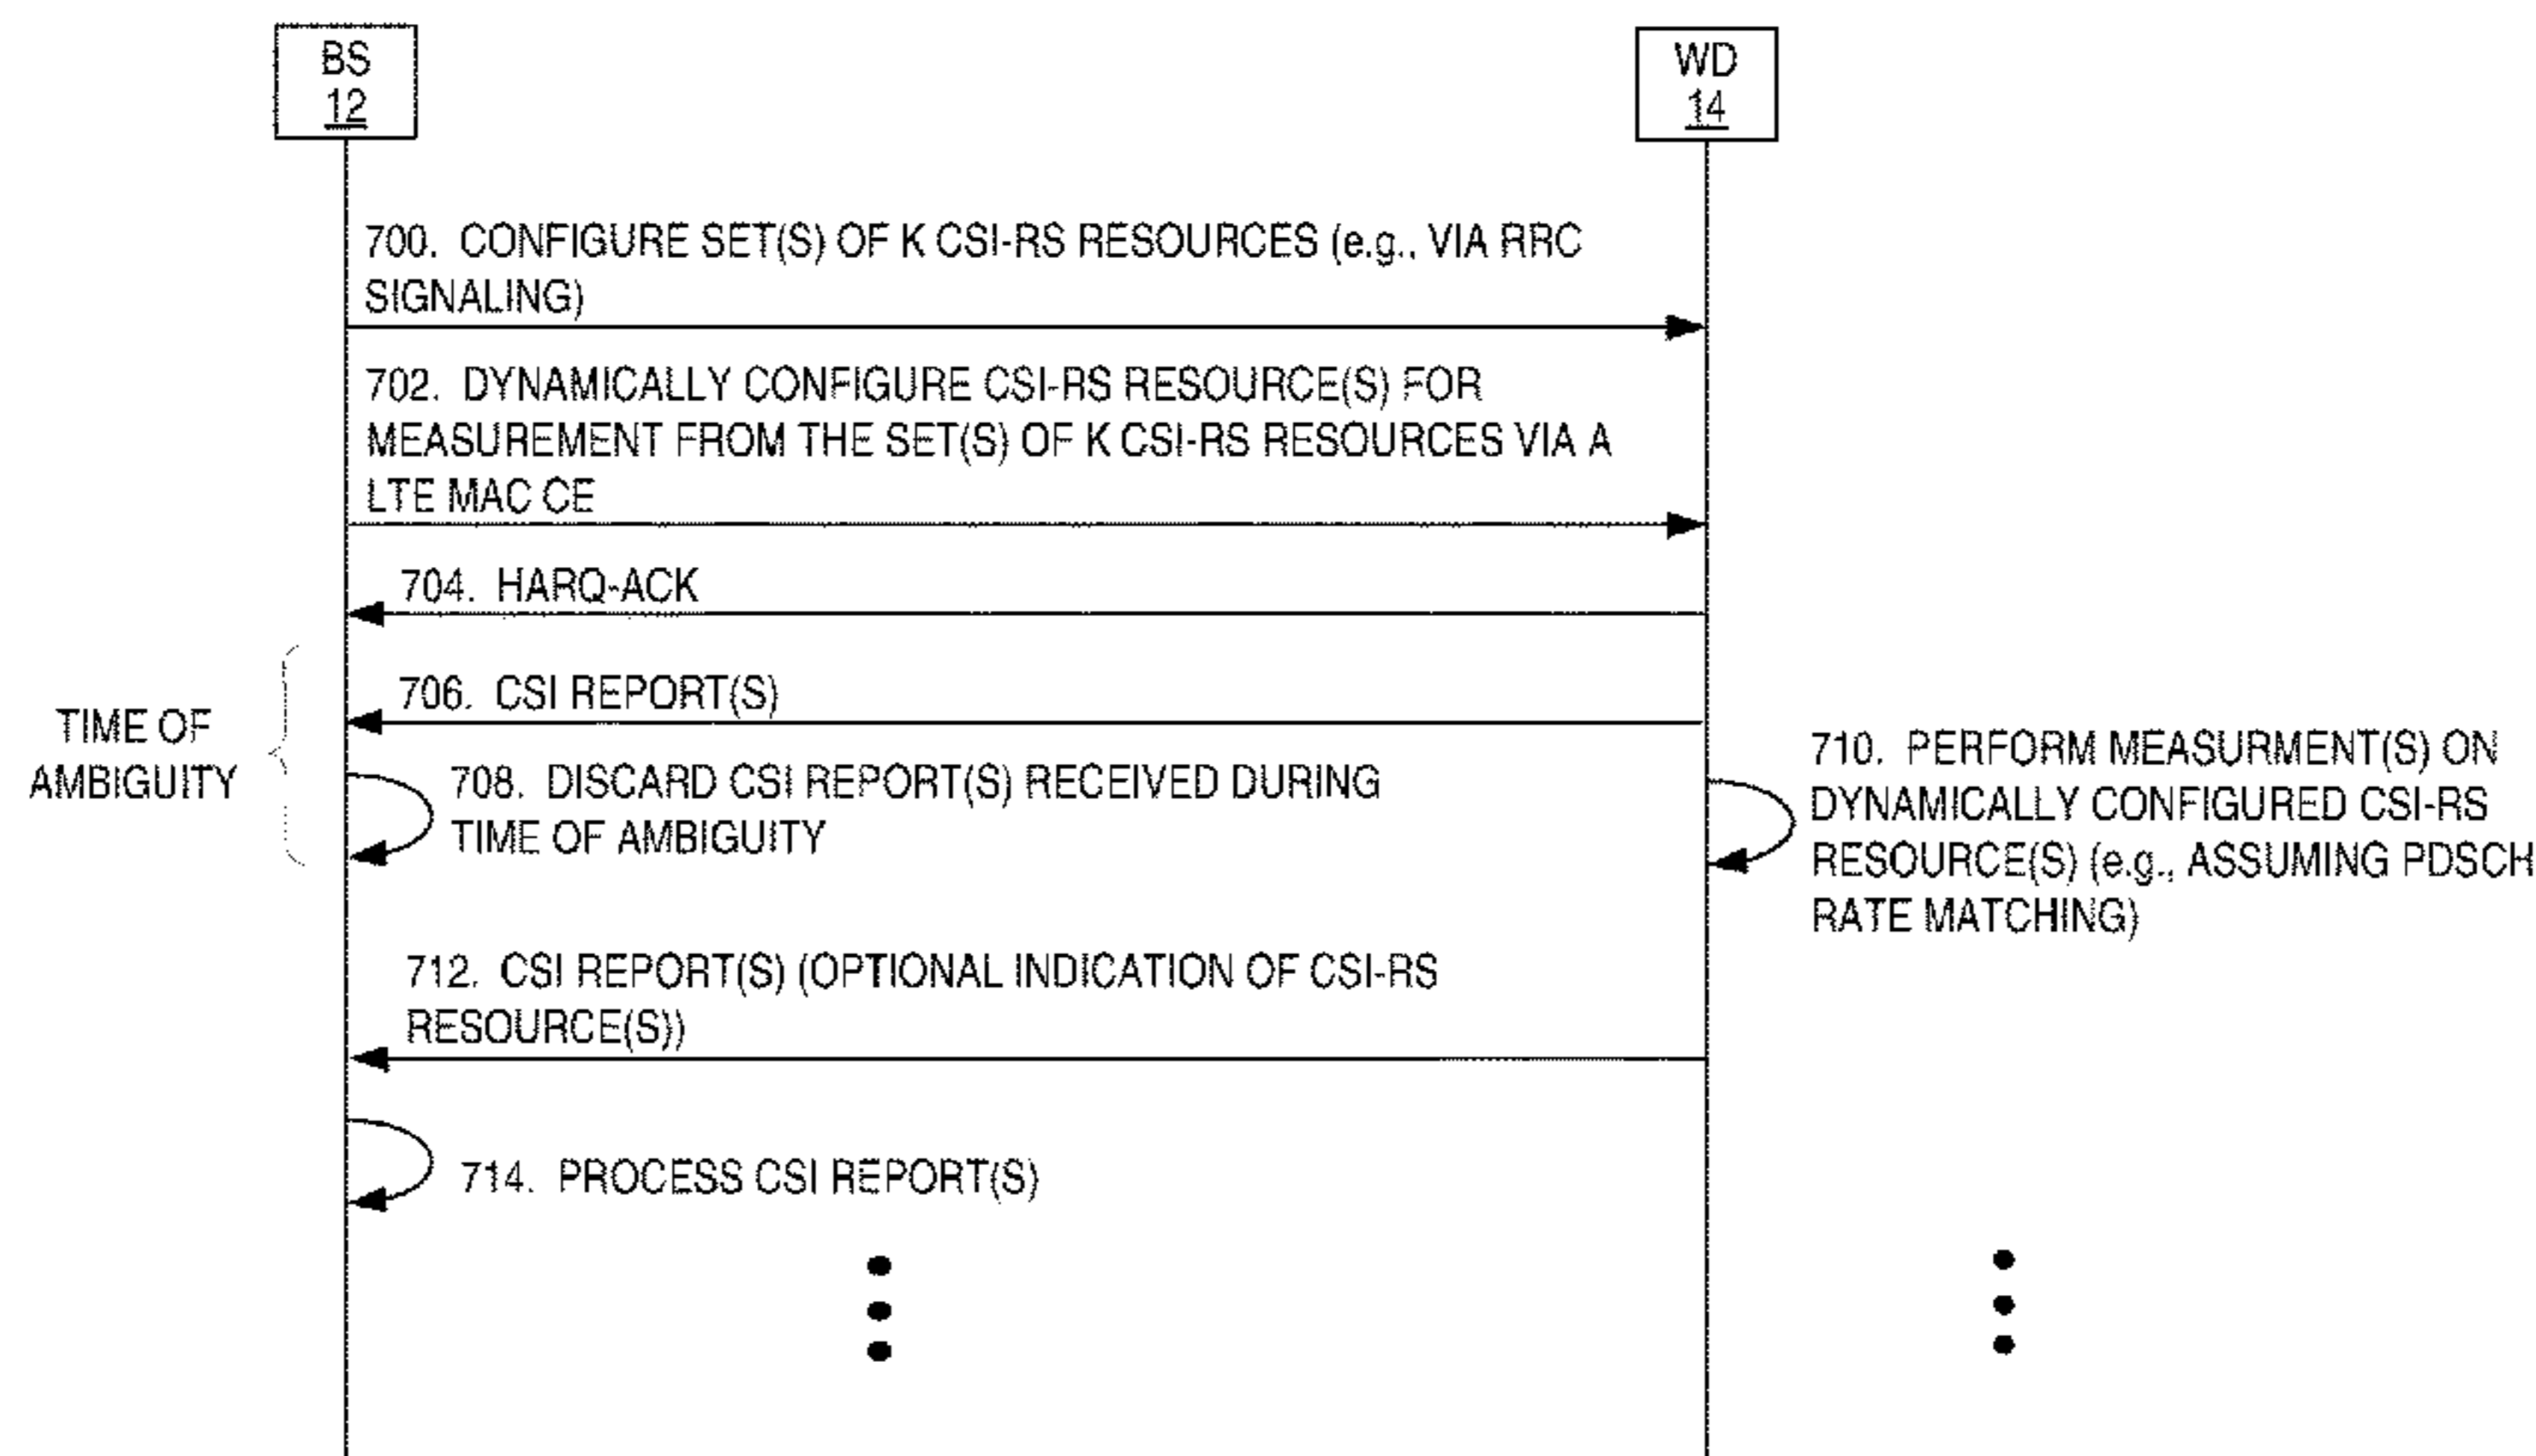 BS
12
WD
14
700. CONFIGURE SET(S) OF K CSI-RS RESOURCES (e.g., VIA RRC
SIGNALING)
702. DYNAMICALLY CONFIGURE CSI-RS RESOURCE(S) FOR
MEASUREMENT FROM THE SET(S) OF K CSI-RS RESOURCES VIA A
LTE MAC CE
704. HARQ-ACK
706. CSI REPORT(S)
TIME OF
AMBIGUITY
708. DISCARD CSI REPORT(S) RECEIVED DURING
TIME OF AMBIGUITY
710. PERFORM MEASURMENT(S) ON
DYNAMICALLY CONFIGURED CSI-RS
RESOURCE(S) (e.g., ASSUMING PDSCH
RATE MATCHING)
712. CSI REPORT(S) (OPTIONAL INDICATION OF CSI-RS
RESOURCE(S))
714. PROCESS CSI REPORT(S)